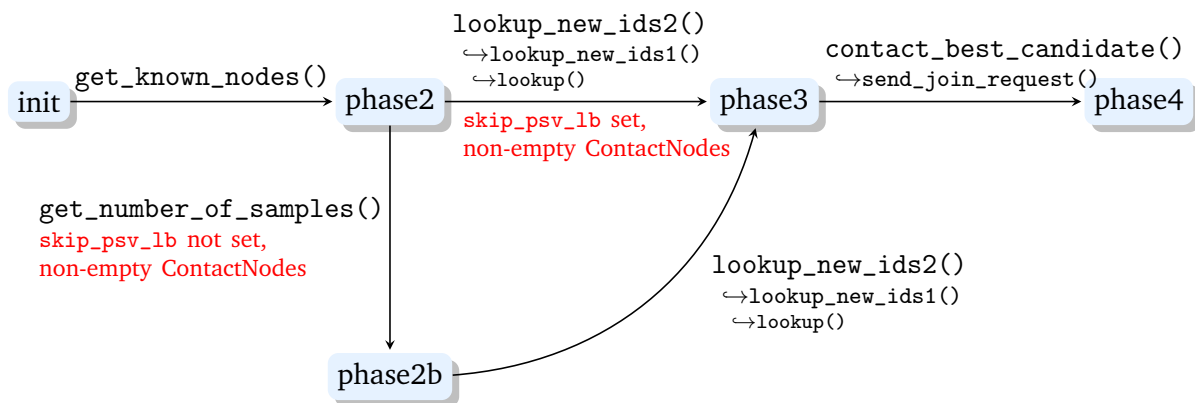 init
get_known_nodes()
phase2
lookup_new_ids2()
↪lookup_new_ids1()
↪lookup()
skip_psv_lb set,
non-empty ContactNodes
phase3
contact_best_candidate()
↪send_join_request()
phase4
get_number_of_samples()
skip_psv_lb not set,
non-empty ContactNodes
phase2b
lookup_new_ids2()
↪lookup_new_ids1()
↪lookup()